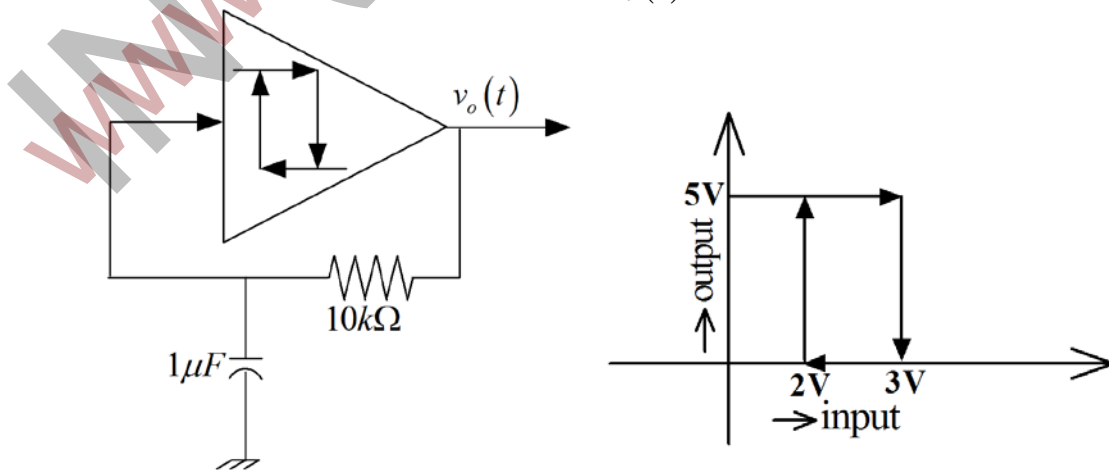 v_o(t)
10kΩ
1μF
5V
→ output
2V
3V
→ input